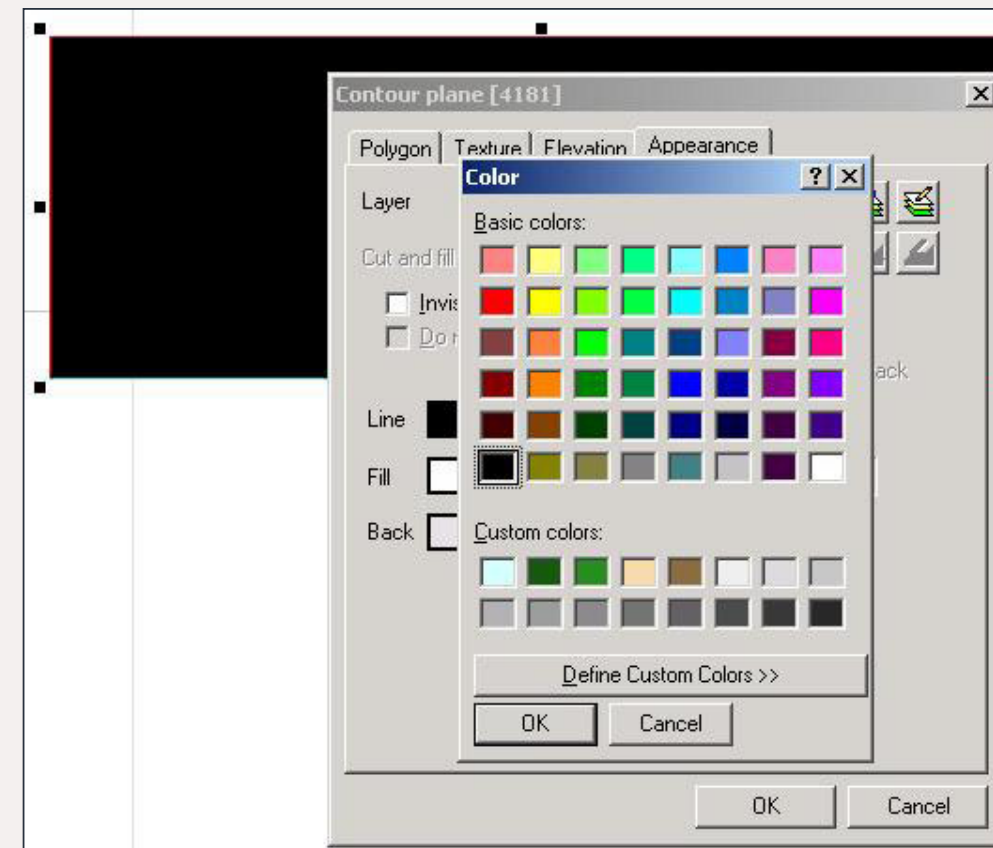 Contour plane [4181]
Polygon Texture Elevation Appearance
Color
Layer
Basic colors:
Cut and fill
Invis
Do n
ack
Line
Fill
Back
Custom colors:
Define Custom Colors >>
OK Cancel
OK Cancel